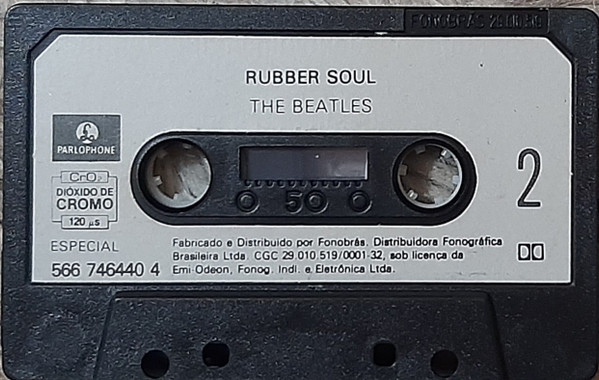 RUBBER SOUL
THE BEATLES
PARLOPHONE
CrO₂
DIÓXIDO DE
CROMO
120 µs
50
2
ESPECIAL
566 746440 4
Fabricado e Distribuido por Fonobrás. Distribuidora Fonográfica
Brasileira Ltda. CGC 29.010.519/0001-32, sob licença da
Emi-Odeon, Fonog. Indl. e Eletrônica Ltda.